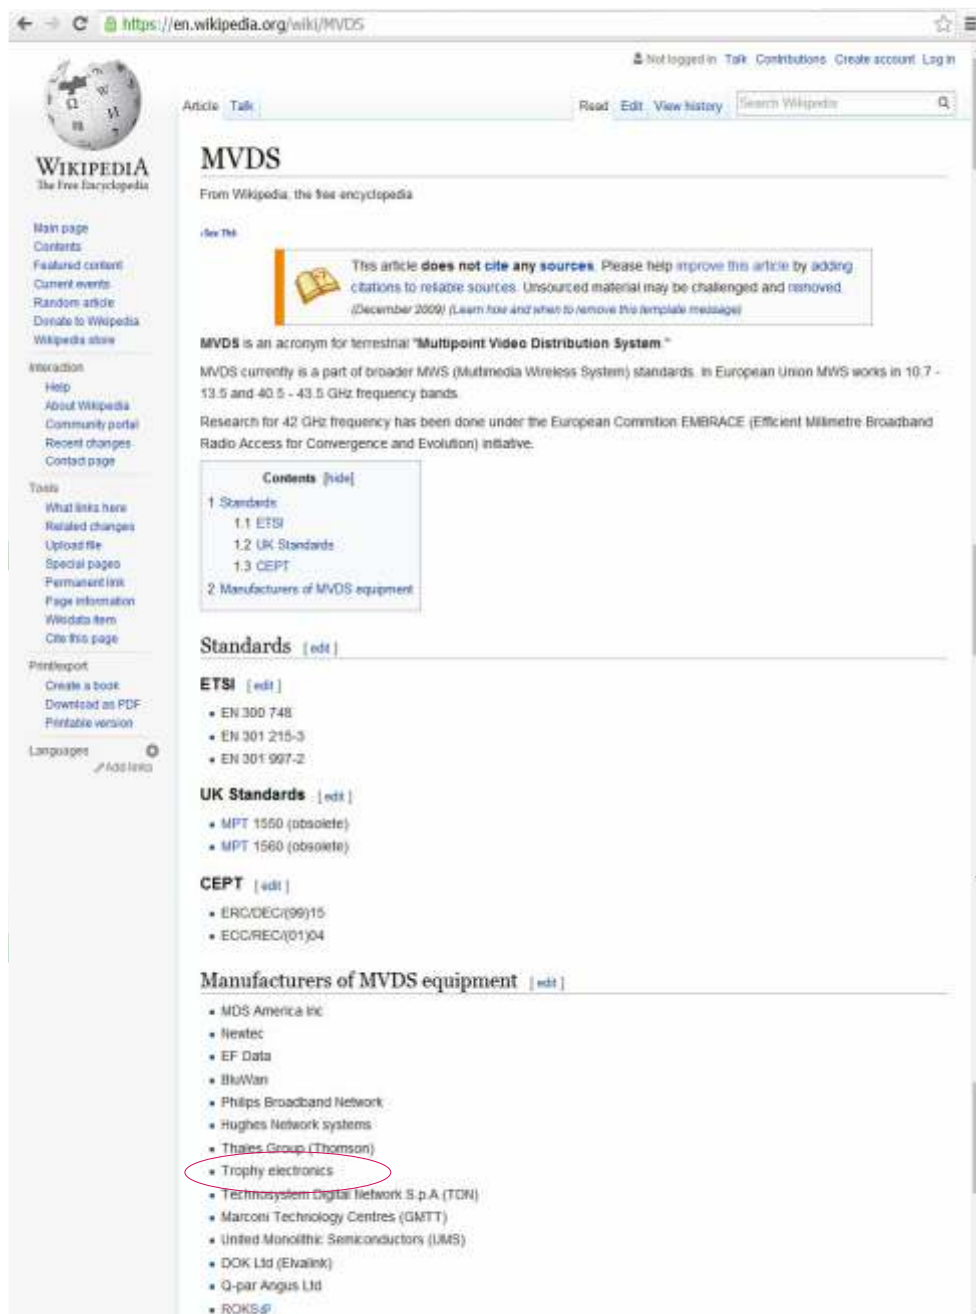 https://en.wikipedia.org/wiki/MVDS
Not logged in Talk Contributions Create account Log in
Article Talk
Read Edit View history Search Wikipedia
WIKIPEDIA
The Free Encyclopedia
Main page
Contents
Featured content
Current events
Random article
Donate to Wikipedia
Wikipedia store
Interaction
Help
About Wikipedia
Community portal
Recent changes
Contact page
Tools
What links here
Related changes
Upload file
Special pages
Permanent link
Page information
Wikidata item
Cite this page
Print/export
Create a book
Download as PDF
Printable version
Languages
Add links
MVDS
From Wikipedia, the free encyclopedia
This article does not cite any sources. Please help improve this article by adding
citations to reliable sources. Unsourced material may be challenged and removed.
(December 2009) (Learn how and when to remove this template message)
MVDS is an acronym for terrestrial "Multipoint Video Distribution System."
MVDS currently is a part of broader MWS (Multimedia Wireless System) standards. In European Union MWS works in 10.7 -
13.5 and 40.5 - 43.5 GHz frequency bands.
Research for 42 GHz frequency has been done under the European Commition EMBRACE (Efficient Millimetre Broadband
Radio Access for Convergence and Evolution) initiative.
Contents [hide]
1 Standards
1.1 ETSI
1.2 UK Standards
1.3 CEPT
2 Manufacturers of MVDS equipment
Standards [edit]
ETSI [edit]
• EN 300 748
• EN 301 215-3
• EN 301 997-2
UK Standards [edit]
• MPT 1550 (obsolete)
• MPT 1560 (obsolete)
CEPT [edit]
• ERC/DEC/(99)15
• ECC/REC/(01)04
Manufacturers of MVDS equipment [edit]
• MDS America Inc
• Newtec
• EF Data
• BluWan
• Philips Broadband Network
• Hughes Network systems
• Thales Group (Thomson)
• Trophy electronics
• Technosystem Digital Network S.p.A (TDN)
• Marconi Technology Centres (GMTT)
• United Monolithic Semiconductors (UMS)
• DOK Ltd (Elvalink)
• Q-par Angus Ltd
• ROKS